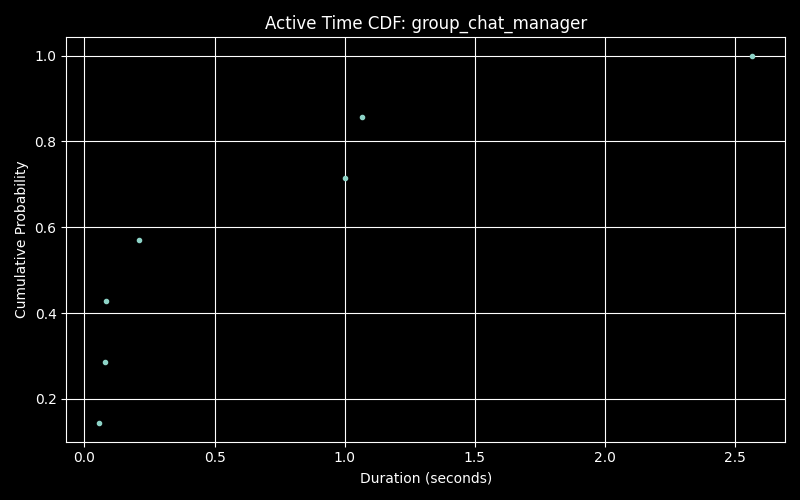 Active Time CDF: group_chat_manager
1.0
0.8
0.6
0.4
0.2
Cumulative Probability
0.0 0.5 1.0 1.5 2.0 2.5
Duration (seconds)